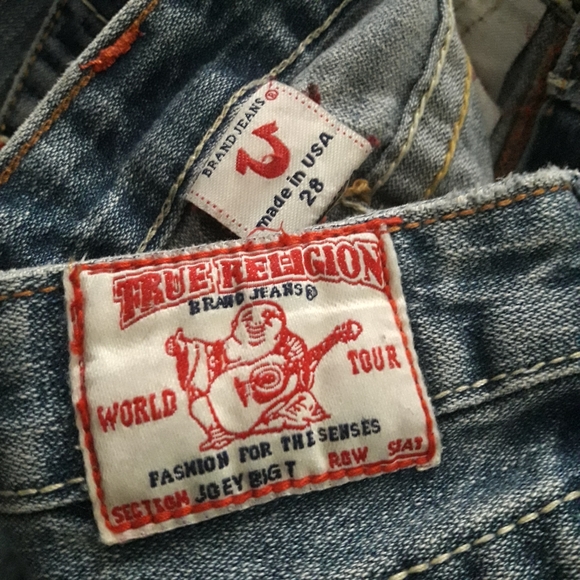 BRAND JEANS®
made in USA
28
TRUE RELIGION
BRAND JEANS®
WORLD TOUR
FASHION FOR THE SENSES
SECTION JOEY BIG T ROW SEAT